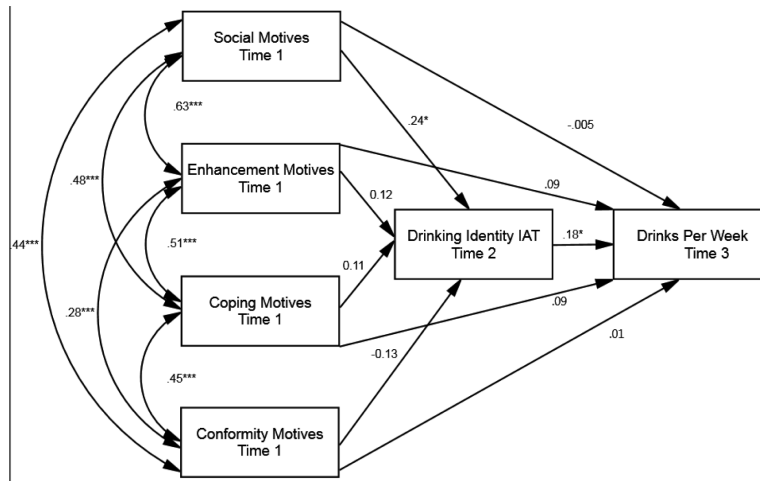 Social Motives
Time 1
.63***
.24*
-.005
Enhancement Motives
Time 1
.48***
.09
0.12
Drinking Identity IAT
Time 2
.18*
Drinks Per Week
Time 3
.44***
.51***
0.11
Coping Motives
Time 1
.28***
.09
.01
-0.13
.45***
Conformity Motives
Time 1